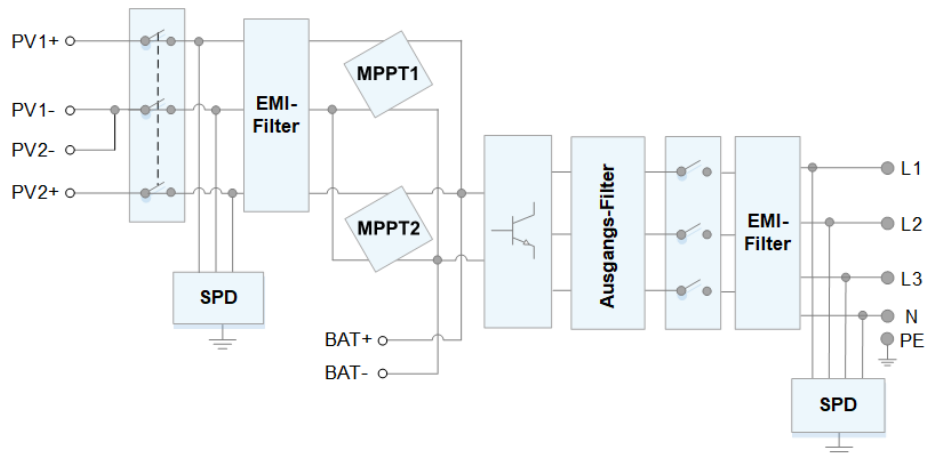 PV1+
PV1-
PV2-
PV2+
EMI-
Filter
SPD
MPPT1
MPPT2
BAT+
BAT-
Ausgangs-Filter
EMI-
Filter
L1
L2
L3
N
PE
SPD